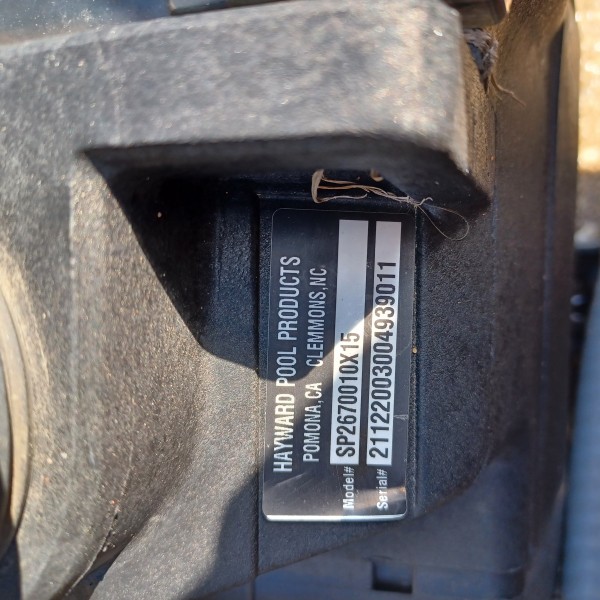 HAYWARD POOL PRODUCTS
POMONA,CA CLEMMONS,NC.
Model# SP2670010X15
Serial# 21122003004939011